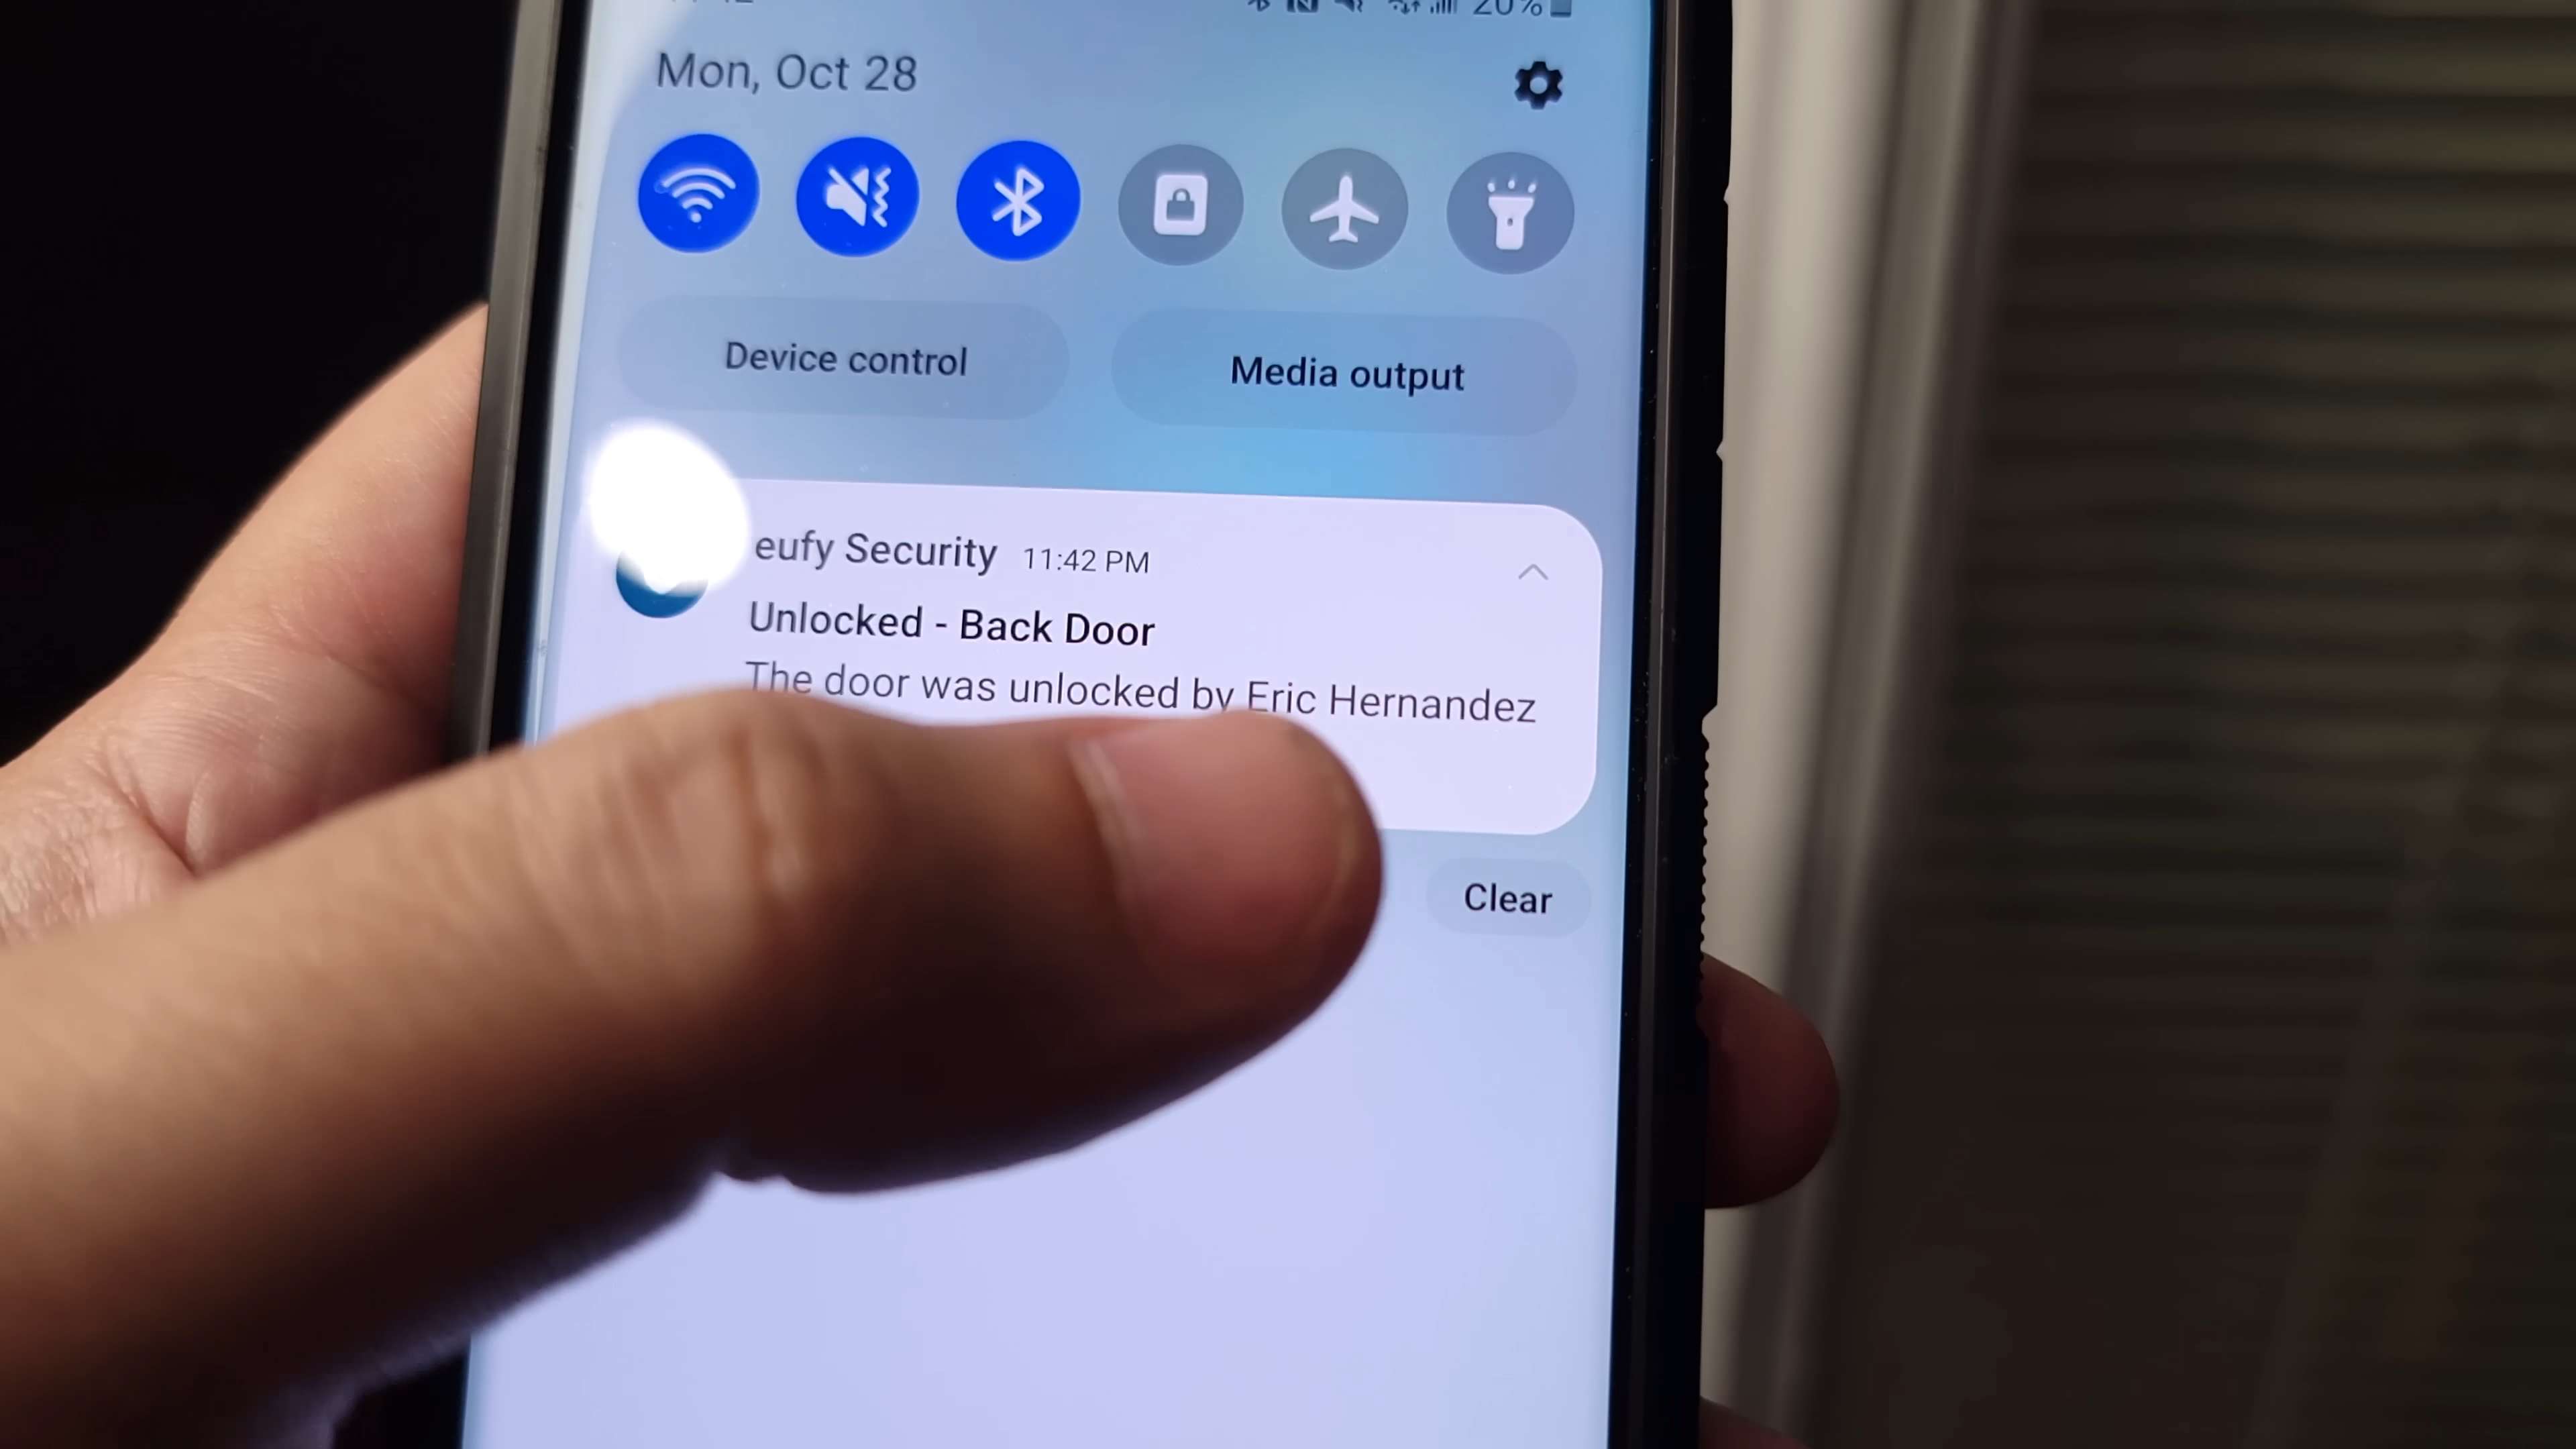 20%
Mon, Oct 28
Device control
Media output
eufy Security 11:42 PM
Unlocked - Back Door
The door was unlocked by Eric Hernandez
Clear